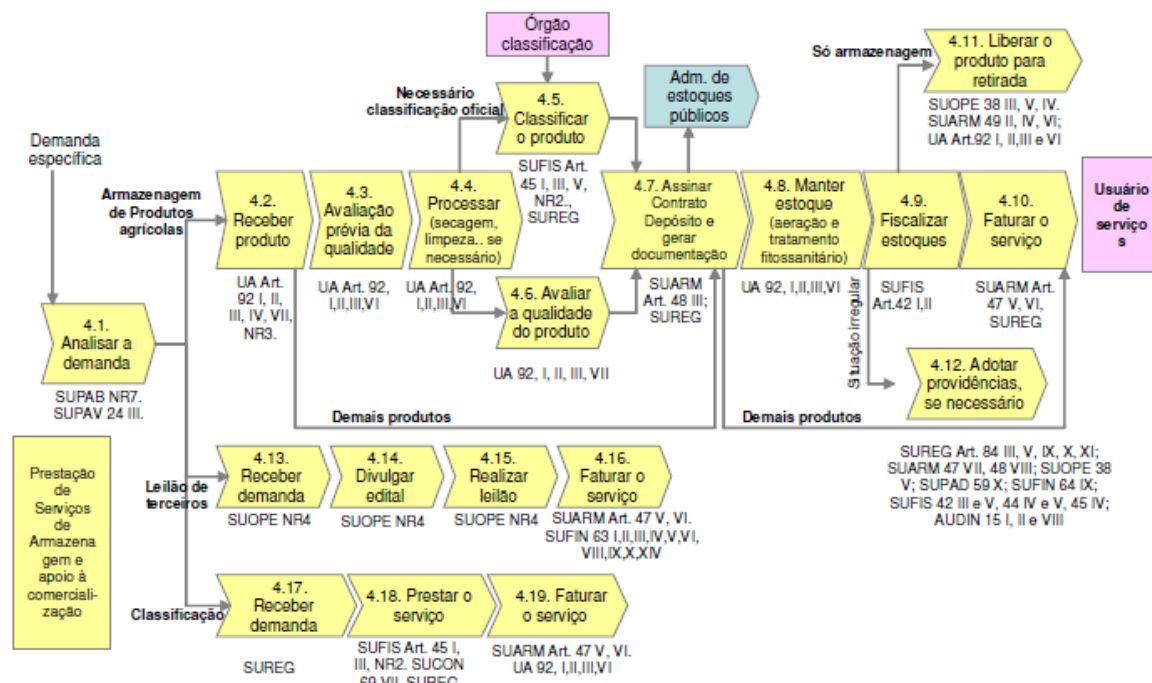 Órgão
classificação
Só armazenagem
4.11. Liberar o
produto para
retirada
SUOPE 38 III, V, IV.
SUARM 49 II, IV, VI;
UA Art.92 I, II,III e VI
Necessário
classificação oficial
4.5.
Classificar
o produto
SUFIS Art.
45 I, III, V,
NR2.,
SUREG
Adm. de
estoques
públicos
Demanda
específica
Armazenagem
de Produtos
agrícolas
4.2.
Receber
produto
UA Art.
92 I, II,
III, IV, VII,
NR3.
4.3.
Avaliação
prévia da
qualidade
UA Art. 92,
I,II,III,VI
4.4.
Processar
(secagem,
limpeza.. se
necessário)
UA Art. 92,
I,II,III,VI
4.6. Avaliar
a qualidade
do produto
UA 92, I, II, III, VII
4.7. Assinar
Contrato
Depósito e
gerar
documentação
SUARM
Art. 48 III;
SUREG
4.8. Manter
estoque
(aeração e
tratamento
fitossanitário)
UA 92, I,II,III,VI
4.9.
Fiscalizar
estoques
SUFIS
Art.42 I,II
4.10.
Faturar o
serviço
SUARM Art.
47 V, VI,
SUREG
Usuário
de
serviço
s
Situação irregular
4.12. Adotar
providências,
se necessário
SUREG Art. 84 III, V, IX, X, XI;
SUARM 47 VII, 48 VIII; SUOPE 38
V; SUPAD 59 X; SUFIN 64 IX;
SUFIS 42 III e V, 44 IV e V, 45 IV;
AUDIN 15 I, II e VIII
4.1.
Analisar a
demanda
SUPAB NR7.
SUPAV 24 III.
Demais produtos
Demais produtos
Prestação
de
Serviços
de
Armazena
gem e
apoio à
comerciali-
zação
Leilão de
terceiros
4.13.
Receber
demanda
SUOPE NR4
4.14.
Divulgar
edital
SUOPE NR4
4.15.
Realizar
leilão
SUOPE NR4
4.16.
Faturar o
serviço
SUARM Art. 47 V, VI.
SUFIN 63 I,II,III,IV,V,VI,
VIII,IX,X,XIV
Classificação
4.17.
Receber
demanda
SUREG
4.18. Prestar o
serviço
SUFIS Art. 45 I,
III, NR2. SUCON
69 VII, SUREG
4.19. Faturar
o serviço
SUARM Art. 47 V, VI.
UA 92, I,II,III,VI